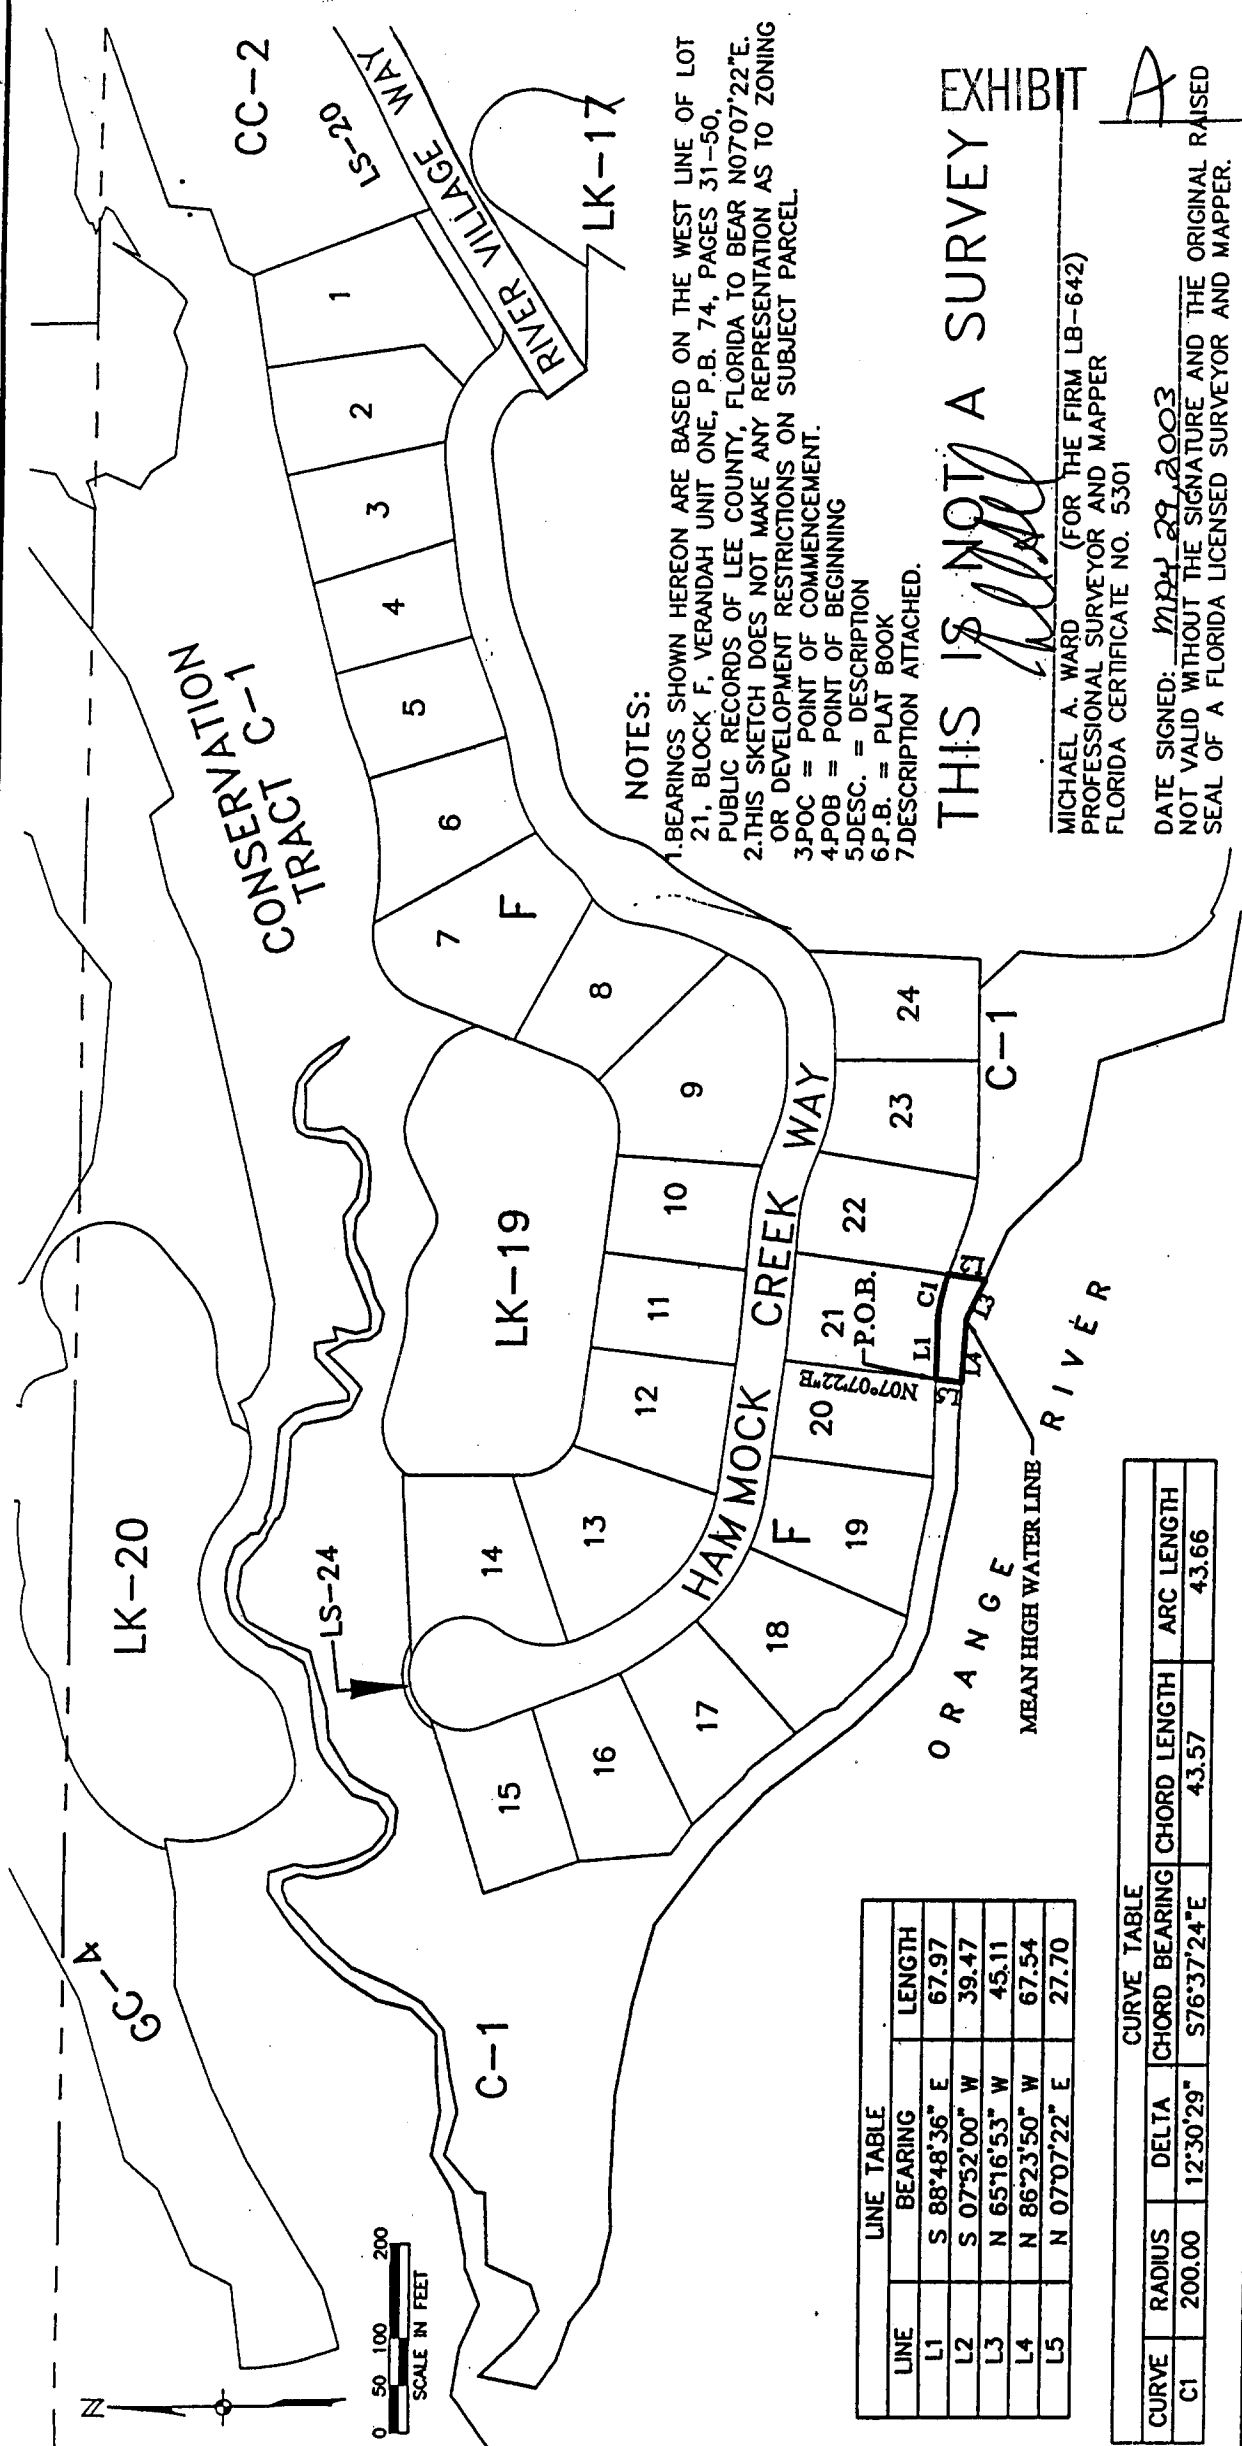 CONSERVATION
TRACT C-1
CC-2
LS-20
RIVER VILLAGE WAY
LK-17
LK-20
GC-4
LS-24
LK-19
C-1
1
2
3
4
5
6
7
F
8
9
10
11
12
13
14
15
16
17
18
19
20
21
22
23
24
F
HAMMOCK CREEK WAY
C-1
P.O.B.
N07°07'22"E
L1
C1
L2
L3
L4
L5
MEAN HIGH WATER LINE
ORANGE RIVER
N
0 50 100 200
SCALE IN FEET
NOTES:
1.BEARINGS SHOWN HEREON ARE BASED ON THE WEST LINE OF LOT
21, BLOCK F, VERANDAH UNIT ONE, P.B. 74, PAGES 31-50,
PUBLIC RECORDS OF LEE COUNTY, FLORIDA TO BEAR N07°07'22"E.
2.THIS SKETCH DOES NOT MAKE ANY REPRESENTATION AS TO ZONING
OR DEVELOPMENT RESTRICTIONS ON SUBJECT PARCEL.
3.POC = POINT OF COMMENCEMENT.
4.POB = POINT OF BEGINNING
5.DESC. = DESCRIPTION
6.P.B. = PLAT BOOK
7.DESCRIPTION ATTACHED.
THIS IS NOT A SURVEY
EXHIBIT A
MICHAEL A. WARD (FOR THE FIRM LB-642)
PROFESSIONAL SURVEYOR AND MAPPER
FLORIDA CERTIFICATE NO. 5301
DATE SIGNED: MAY 29, 2003
NOT VALID WITHOUT THE SIGNATURE AND THE ORIGINAL RAISED
SEAL OF A FLORIDA LICENSED SURVEYOR AND MAPPER.
LINE TABLE
LINE BEARING LENGTH
L1 S 88°48'36" E 67.97
L2 S 07°52'00" W 39.47
L3 N 65°16'53" W 45.11
L4 N 86°23'50" W 67.54
L5 N 07°07'22" E 27.70
CURVE TABLE
CURVE RADIUS DELTA CHORD BEARING CHORD LENGTH ARC LENGTH
C1 200.00 12°30'29" S76°37'24"E 43.57 43.66